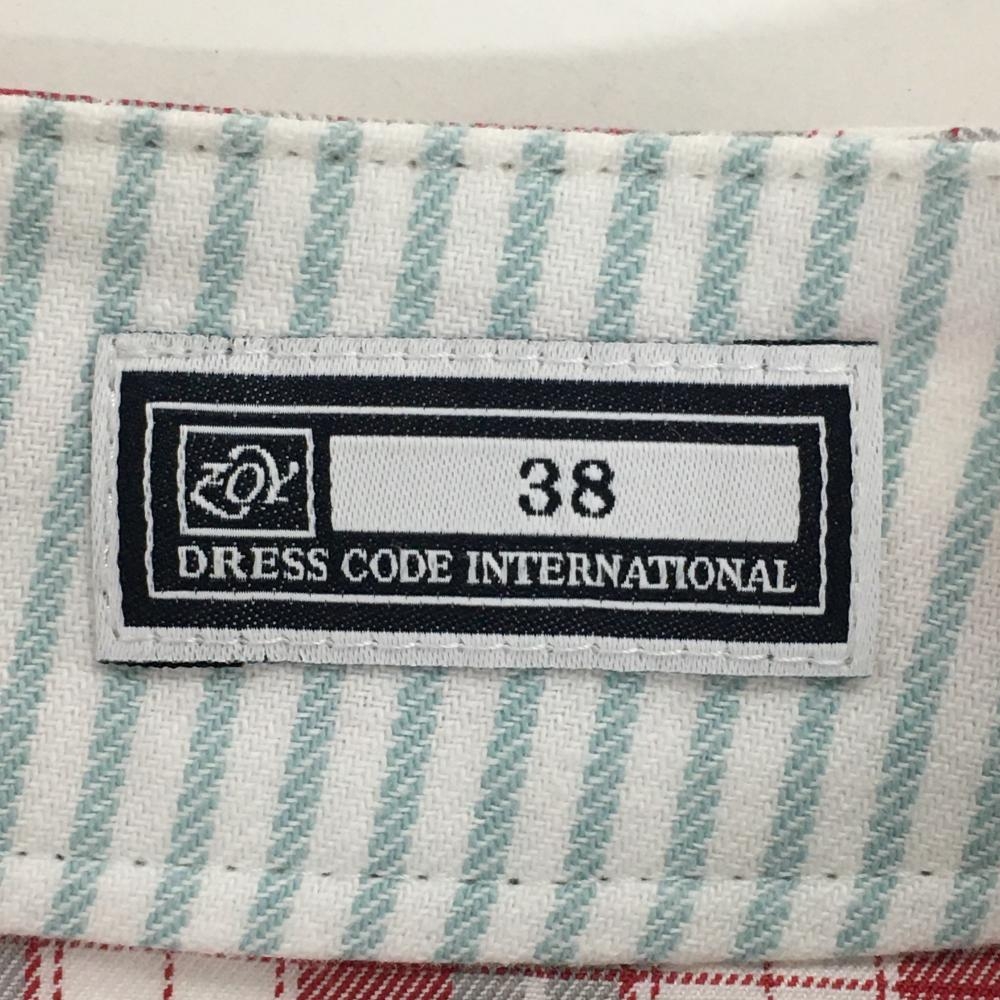 ZOY
38
DRESS CODE INTERNATIONAL